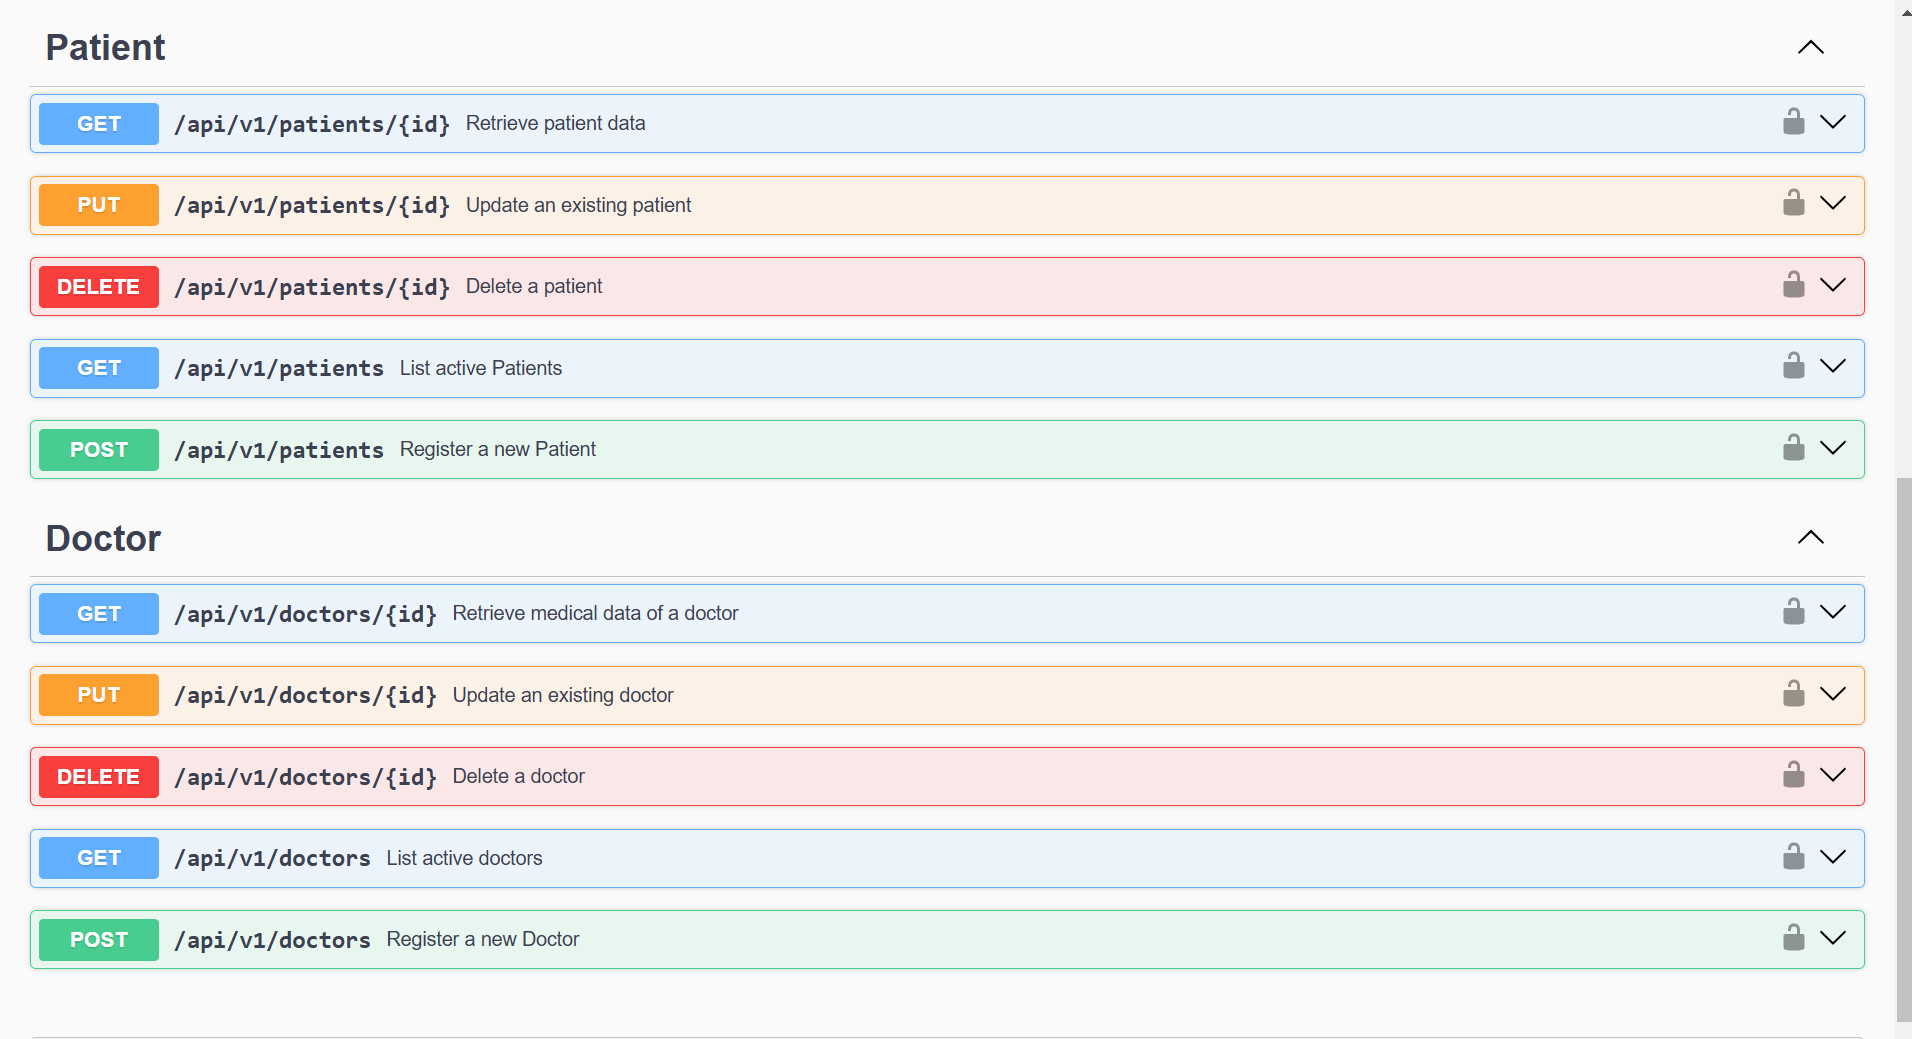 Patient
GET /api/v1/patients/{id} Retrieve patient data
PUT /api/v1/patients/{id} Update an existing patient
DELETE /api/v1/patients/{id} Delete a patient
GET /api/v1/patients List active Patients
POST /api/v1/patients Register a new Patient
Doctor
GET /api/v1/doctors/{id} Retrieve medical data of a doctor
PUT /api/v1/doctors/{id} Update an existing doctor
DELETE /api/v1/doctors/{id} Delete a doctor
GET /api/v1/doctors List active doctors
POST /api/v1/doctors Register a new Doctor